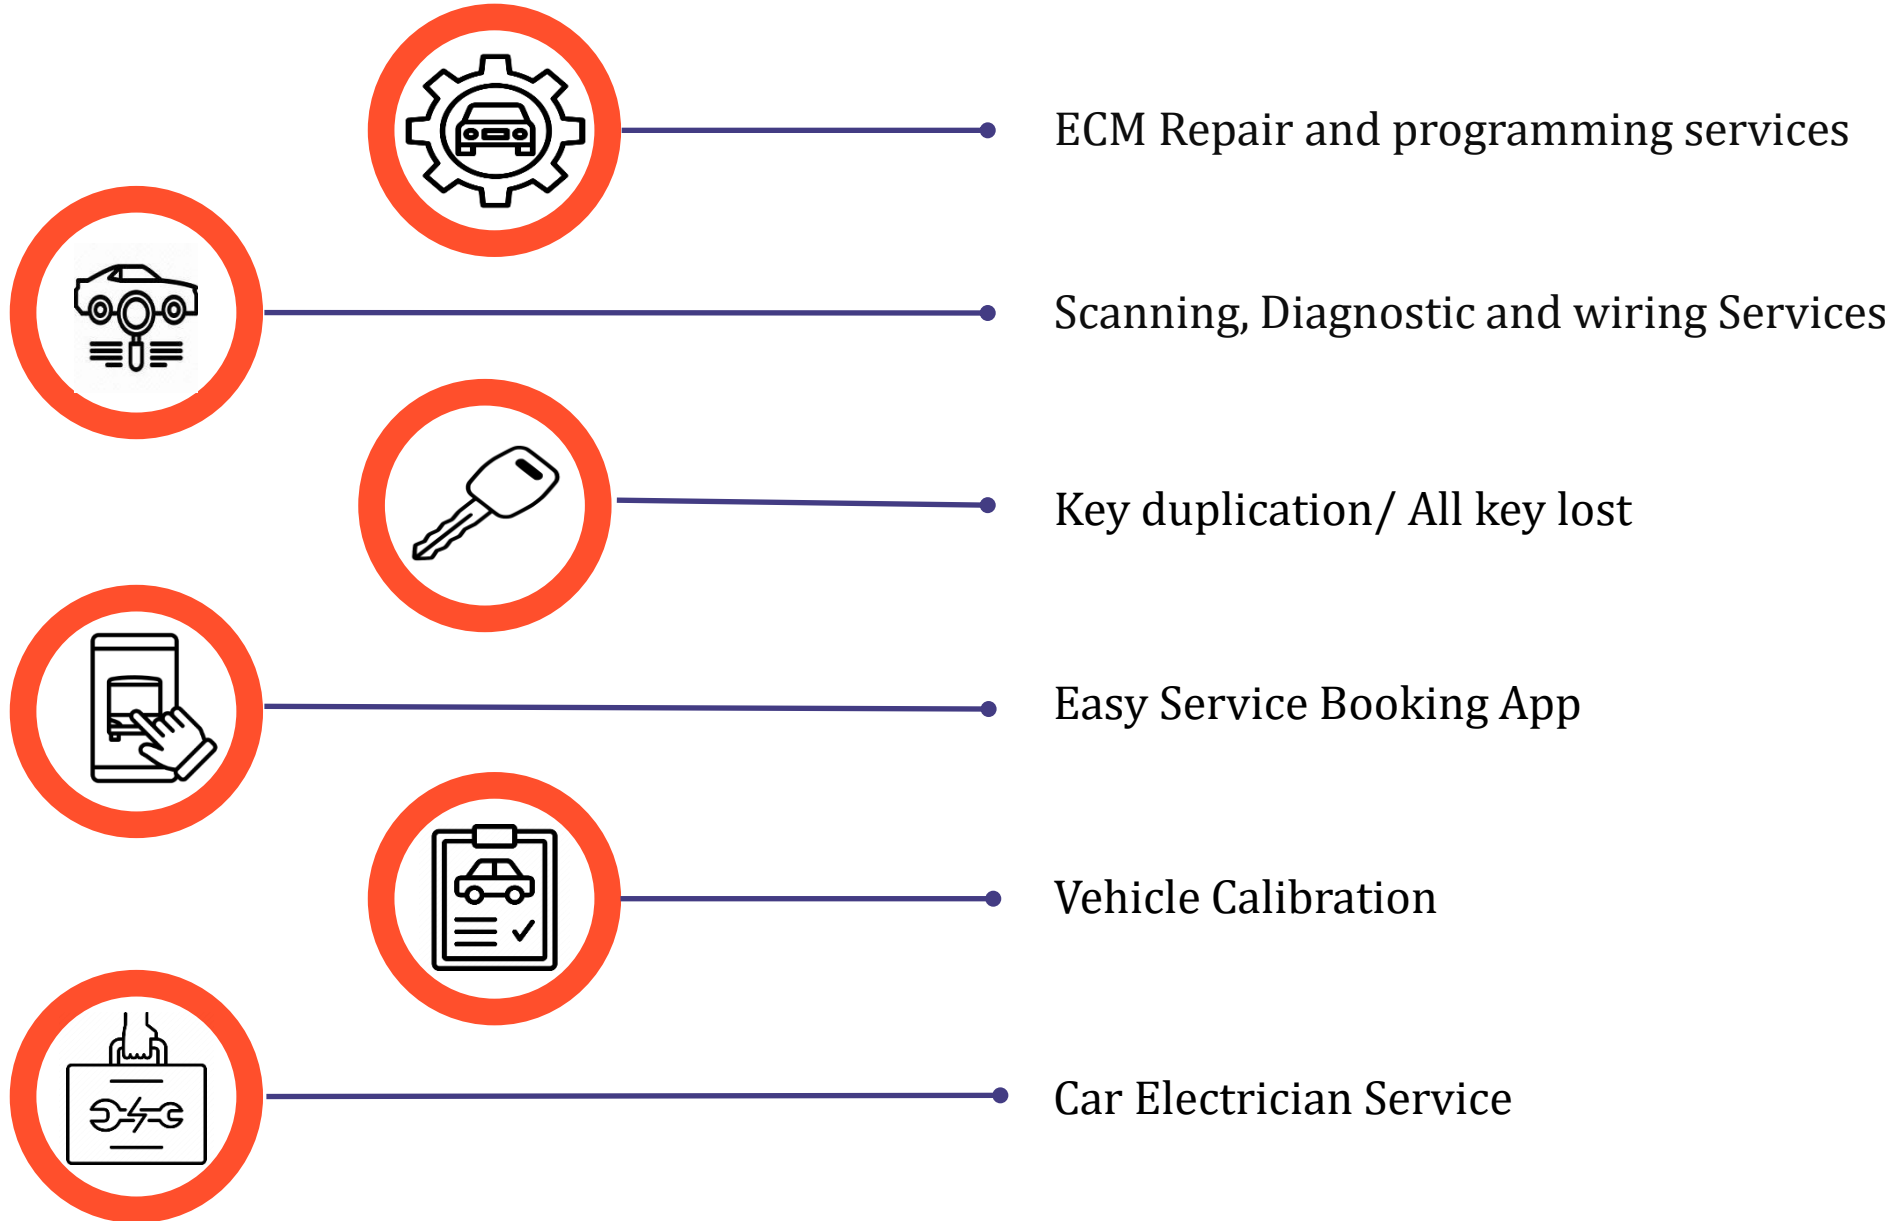 ECM Repair and programming services
Scanning, Diagnostic and wiring Services
Key duplication/ All key lost
Easy Service Booking App
Vehicle Calibration
Car Electrician Service